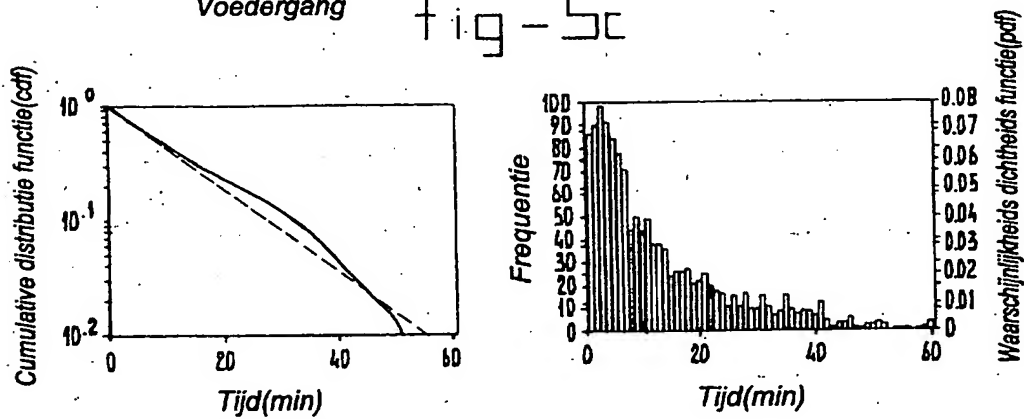 Voedergang
fig-5c
Cumulative distributie functie(cdf)
10 0
10-1
10-2
0 20 40 60
Tijd(min)
Frequentie
100
90
80
70
60
50
40
30
20
10
0
0 20 40 60
Tijd(min)
0.08
0.07
0.06
0.05
0.04
0.03
0.02
0.01
0
Waarschijnlijkheids dichtheids functie(pdf)